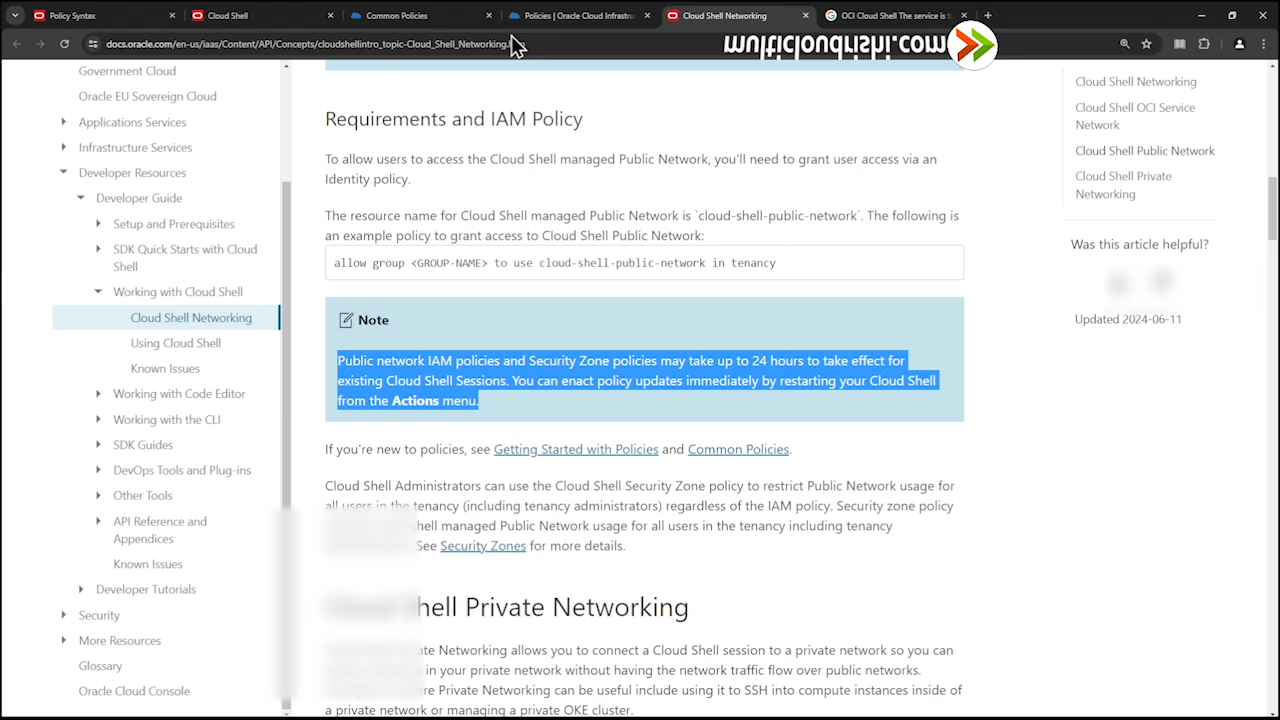 Policy Syntax
Cloud Shell
Common Policies
Policies | Oracle Cloud Infrastru
Cloud Shell Networking
OCI Cloud Shell The service is t
docs.oracle.com/en-us/iaas/Content/API/Concepts/cloudshellintro_topic-Cloud_Shell_Networking.
Government Cloud
Oracle EU Sovereign Cloud
Applications Services
Infrastructure Services
Developer Resources
Developer Guide
Setup and Prerequisites
SDK Quick Starts with Cloud
Shell
Working with Cloud Shell
Cloud Shell Networking
Using Cloud Shell
Known Issues
Working with Code Editor
Working with the CLI
SDK Guides
DevOps Tools and Plug-ins
Other Tools
API Reference and
Appendices
Known Issues
Developer Tutorials
Security
More Resources
Glossary
Oracle Cloud Console
Requirements and IAM Policy
To allow users to access the Cloud Shell managed Public Network, you'll need to grant user access via an
Identity policy.
The resource name for Cloud Shell managed Public Network is `cloud-shell-public-network`. The following is
an example policy to grant access to Cloud Shell Public Network:
allow group <GROUP-NAME> to use cloud-shell-public-network in tenancy
Note
Public network IAM policies and Security Zone policies may take up to 24 hours to take effect for
existing Cloud Shell Sessions. You can enact policy updates immediately by restarting your Cloud Shell
from the Actions menu.
If you're new to policies, see Getting Started with Policies and Common Policies.
Cloud Shell Administrators can use the Cloud Shell Security Zone policy to restrict Public Network usage for
all users in the tenancy (including tenancy administrators) regardless of the IAM policy. Security zone policy
hell managed Public Network usage for all users in the tenancy including tenancy
See Security Zones for more details.
Shell Private Networking
Networking allows you to connect a Cloud Shell session to a private network so you can
in your private network without having the network traffic flow over public networks.
Private Networking can be useful include using it to SSH into compute instances inside of
a private network or managing a private OKE cluster.
Cloud Shell Networking
Cloud Shell OCI Service
Network
Cloud Shell Public Network
Cloud Shell Private
Networking
Was this article helpful?
Updated 2024-06-11